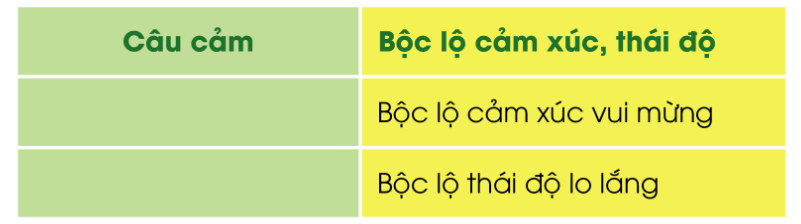 Câu cảm
Bộc lộ cảm xúc, thái độ
Bộc lộ cảm xúc vui mừng
Bộc lộ thái độ lo lắng